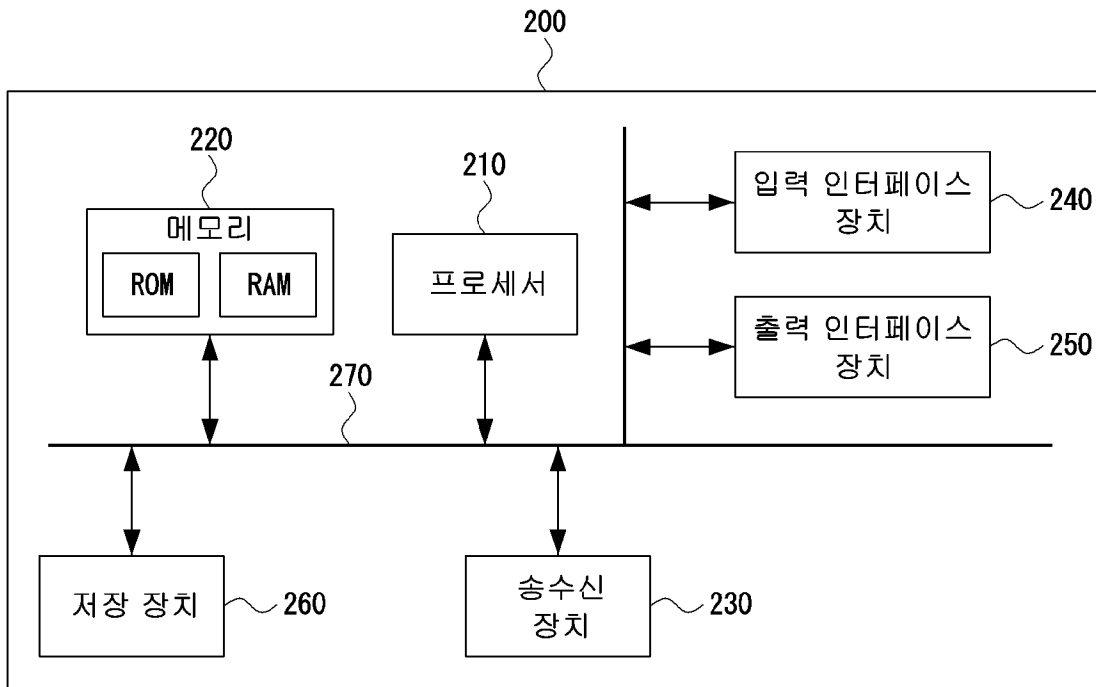 200
220
210
메모리
ROM
RAM
프로세서
입력 인터페이스
장치
240
출력 인터페이스
장치
250
270
저장 장치
260
송수신
장치
230